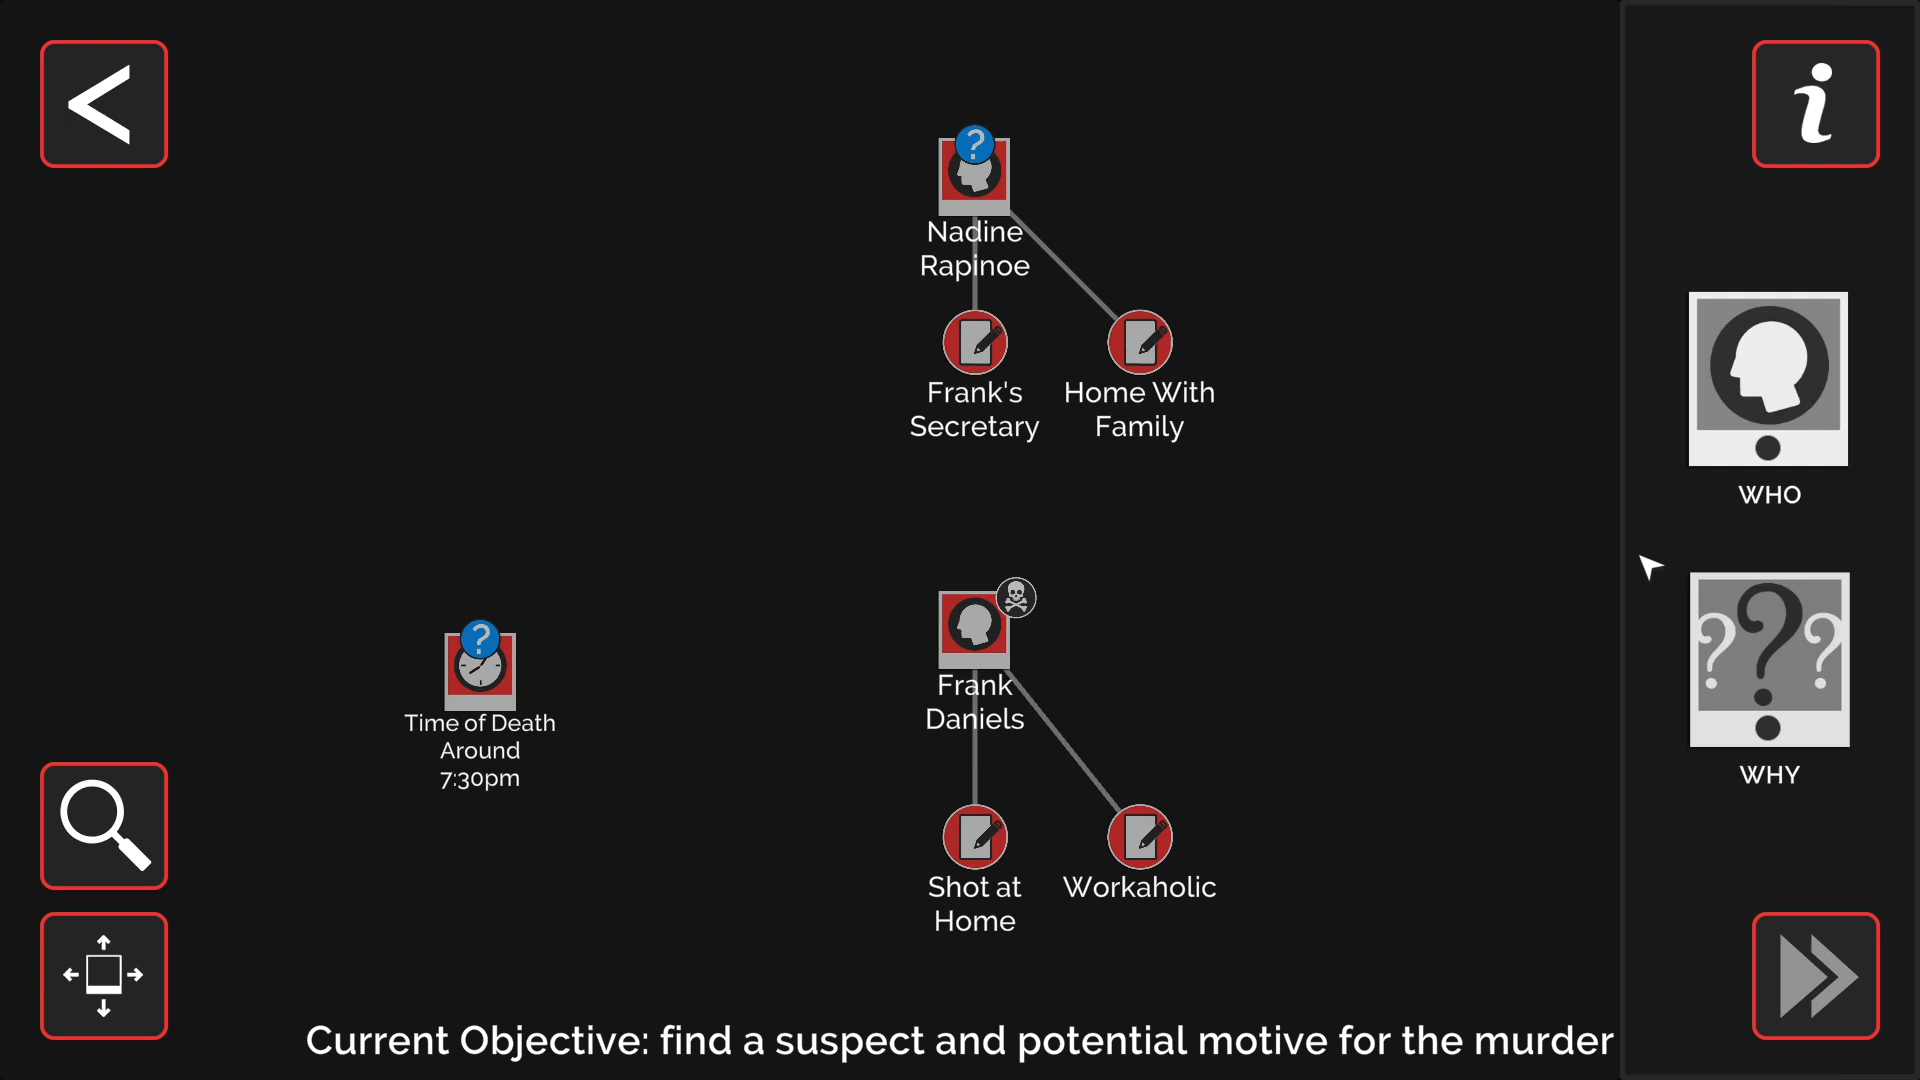 Nadine
Rapinoe
Frank's
Secretary
Home With
Family
WHO
Frank
Daniels
Time of Death
Around
7:30pm
WHY
Shot at
Home
Workaholic
Current Objective: find a suspect and potential motive for the murder